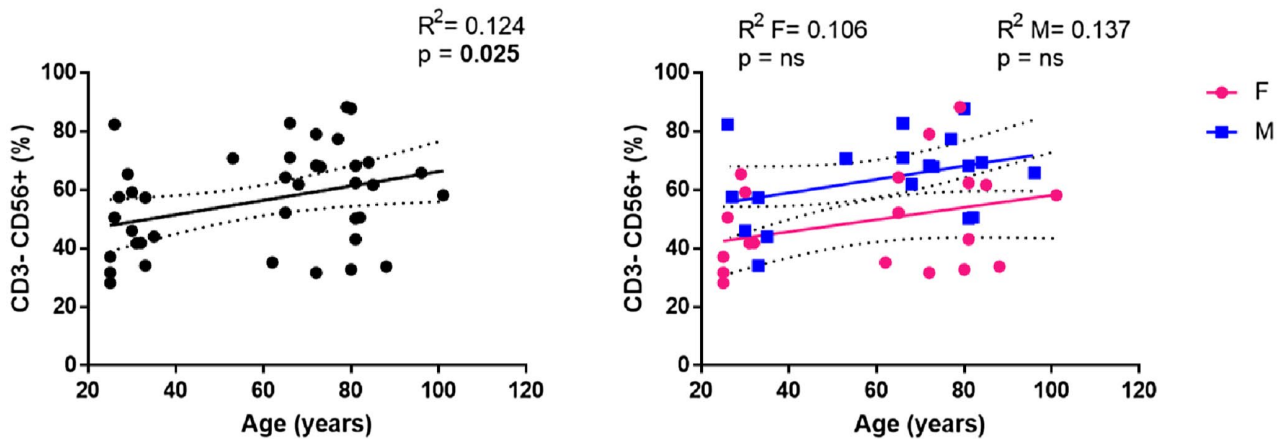 R²= 0.124
p = 0.025
CD3- CD56+ (%)
100
80
60
40
20
0
20 40 60 80 100 120
Age (years)
R² F= 0.106
p = ns
R² M= 0.137
p = ns
CD3- CD56+ (%)
100
80
60
40
20
0
20 40 60 80 100 120
Age (years)
F
M